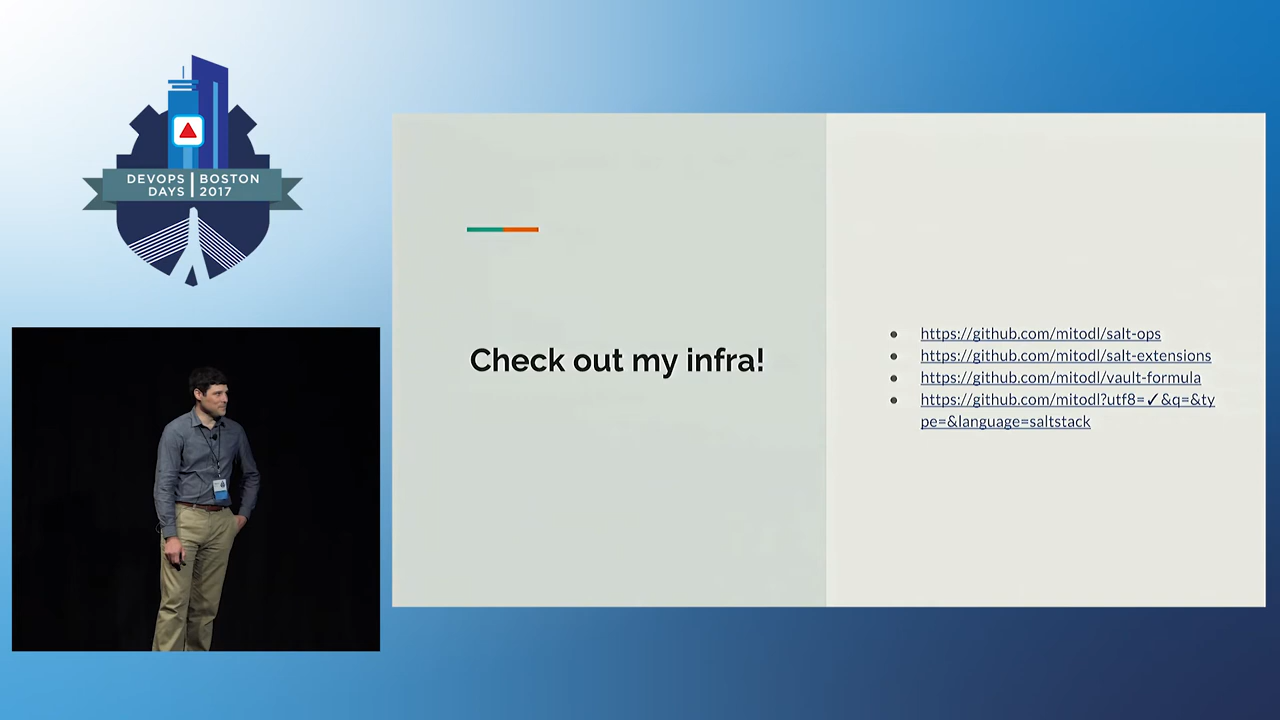 DEVOPS BOSTON
DAYS 2017
Check out my infra!
https://github.com/mitodl/salt-ops
https://github.com/mitodl/salt-extensions
https://github.com/mitodl/vault-formula
https://github.com/mitodl?utf8=✓&q=&ty
pe=&language=saltstack